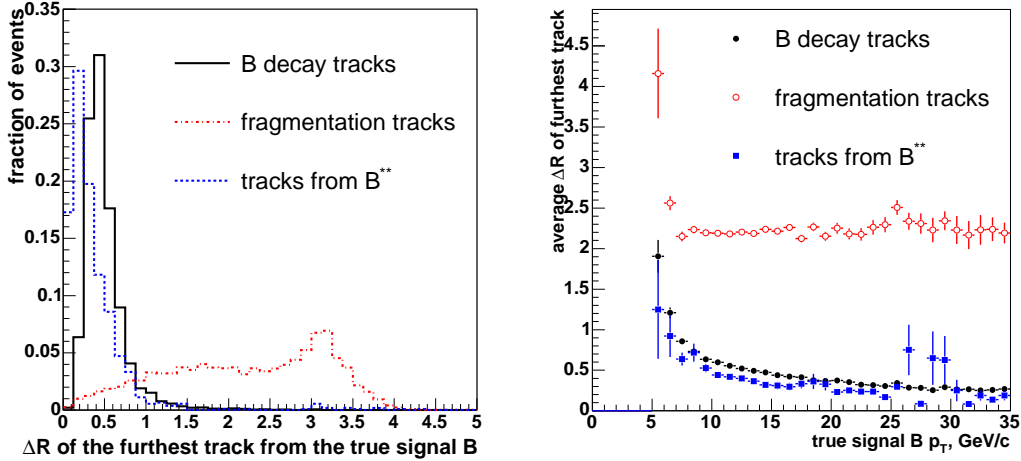 0.35
0.3
0.25
0.2
0.15
0.1
0.05
0
fraction of events
B decay tracks
fragmentation tracks
tracks from B**
0 0.5 1 1.5 2 2.5 3 3.5 4 4.5 5
ΔR of the furthest track from the true signal B
4.5
4
3.5
3
2.5
2
1.5
1
0.5
0
average ΔR of furthest track
B decay tracks
fragmentation tracks
tracks from B**
0 5 10 15 20 25 30 35
true signal B pT, GeV/c